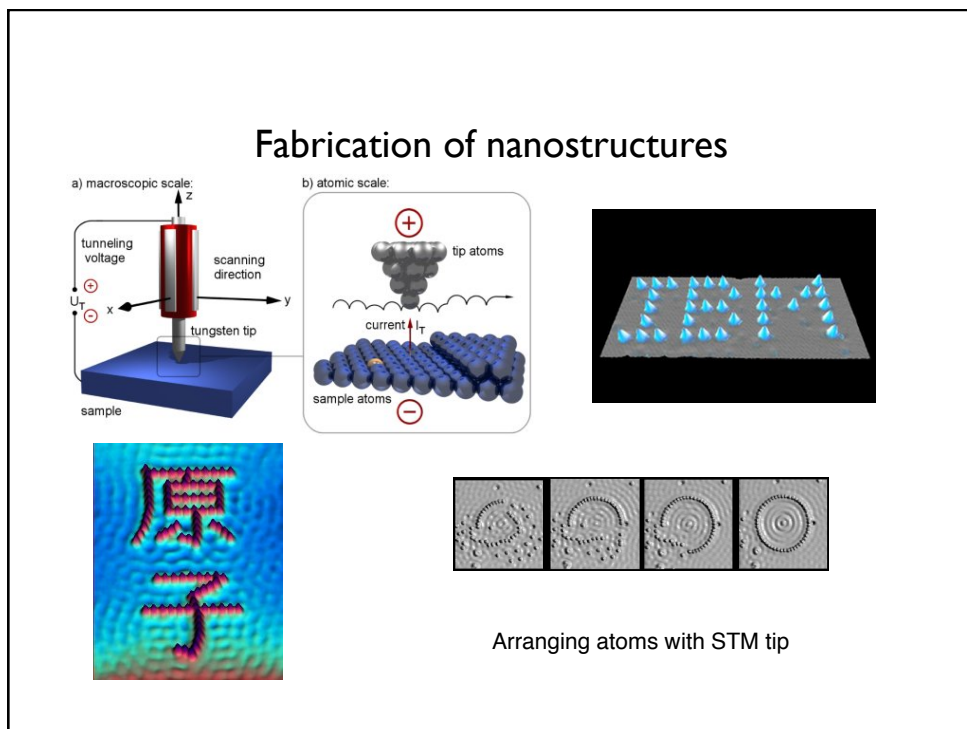 Fabrication of nanostructures
a) macroscopic scale:
z
tunneling
voltage
+
U_T
−
x
scanning
direction
y
tungsten tip
sample
b) atomic scale:
+
tip atoms
current
I_T
sample atoms
−
IBM
原
子
Arranging atoms with STM tip